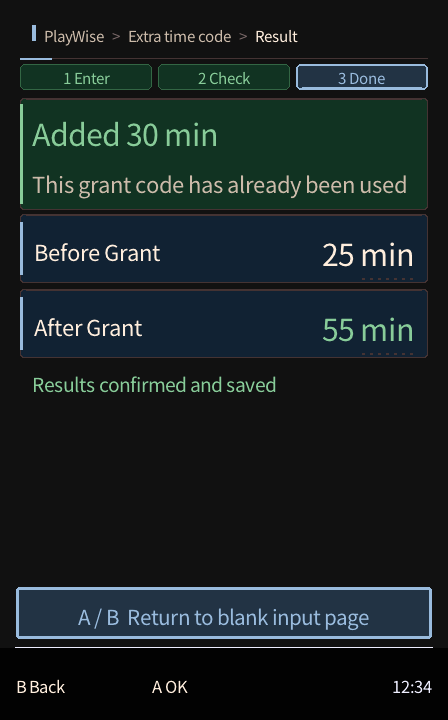 PlayWise > Extra time code > Result
1 Enter 2 Check 3 Done
Added 30 min
This grant code has already been used
Before Grant 25 min
After Grant 55 min
Results confirmed and saved
A / B Return to blank input page
B Back A OK 12:34